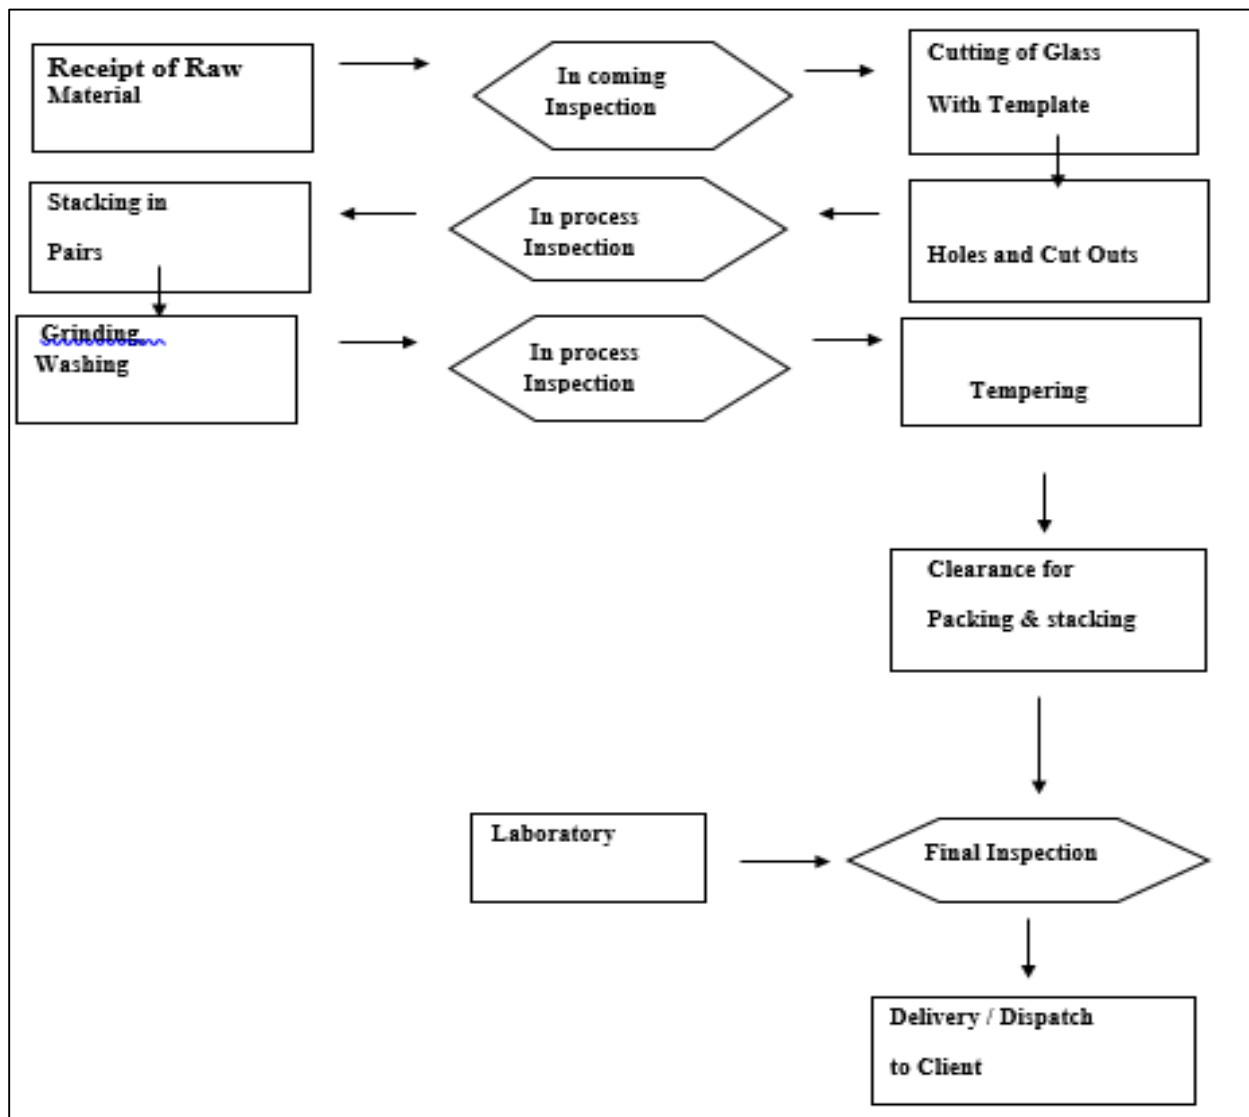 Receipt of Raw
Material
In coming
Inspection
Cutting of Glass
With Template
Stacking in
Pairs
In process
Inspection
Holes and Cut Outs
Grinding,
Washing
In process
Inspection
Tempering
Clearance for
Packing & stacking
Laboratory
Final Inspection
Delivery / Dispatch
to Client